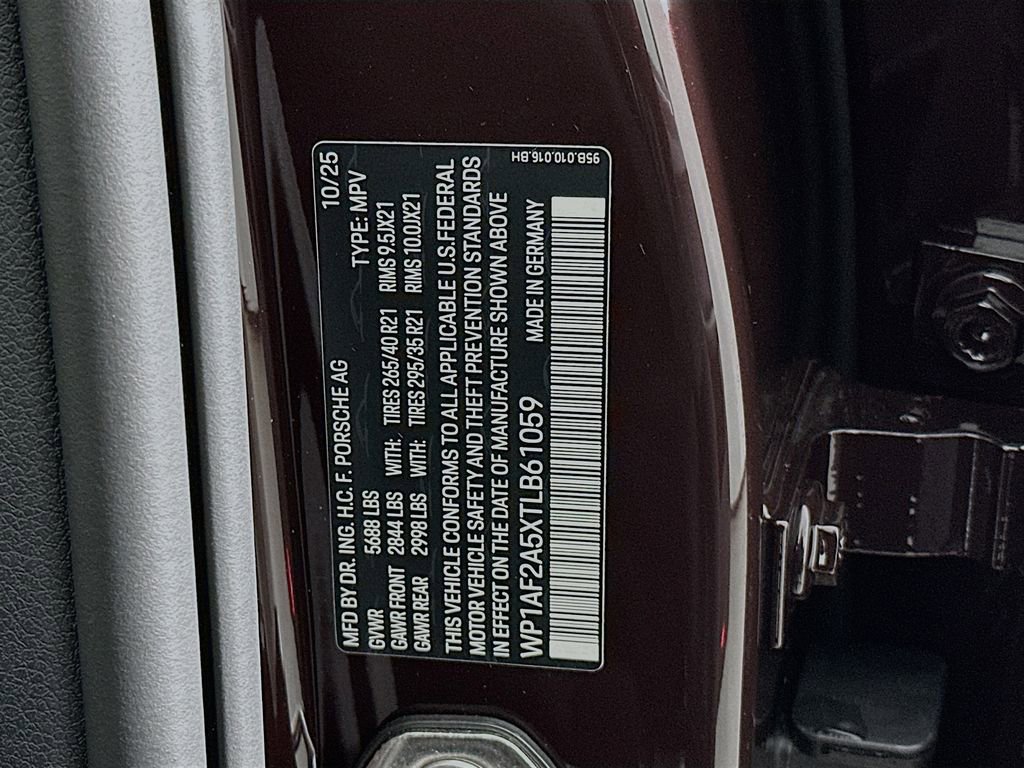 MFD BY DR. ING. H.C. F. PORSCHE AG 10/25
GVWR 5688 LBS TYPE: MPV
GAWR FRONT 2844 LBS WITH: TIRES 265/40 R21 RIMS 9.5JX21
GAWR REAR 2998 LBS WITH: TIRES 295/35 R21 RIMS 10.0JX21
THIS VEHICLE CONFORMS TO ALL APPLICABLE U.S. FEDERAL
MOTOR VEHICLE SAFETY AND THEFT PREVENTION STANDARDS
IN EFFECT ON THE DATE OF MANUFACTURE SHOWN ABOVE
WP1AF2A5XTLB61059 MADE IN GERMANY
95B.010.016.BH